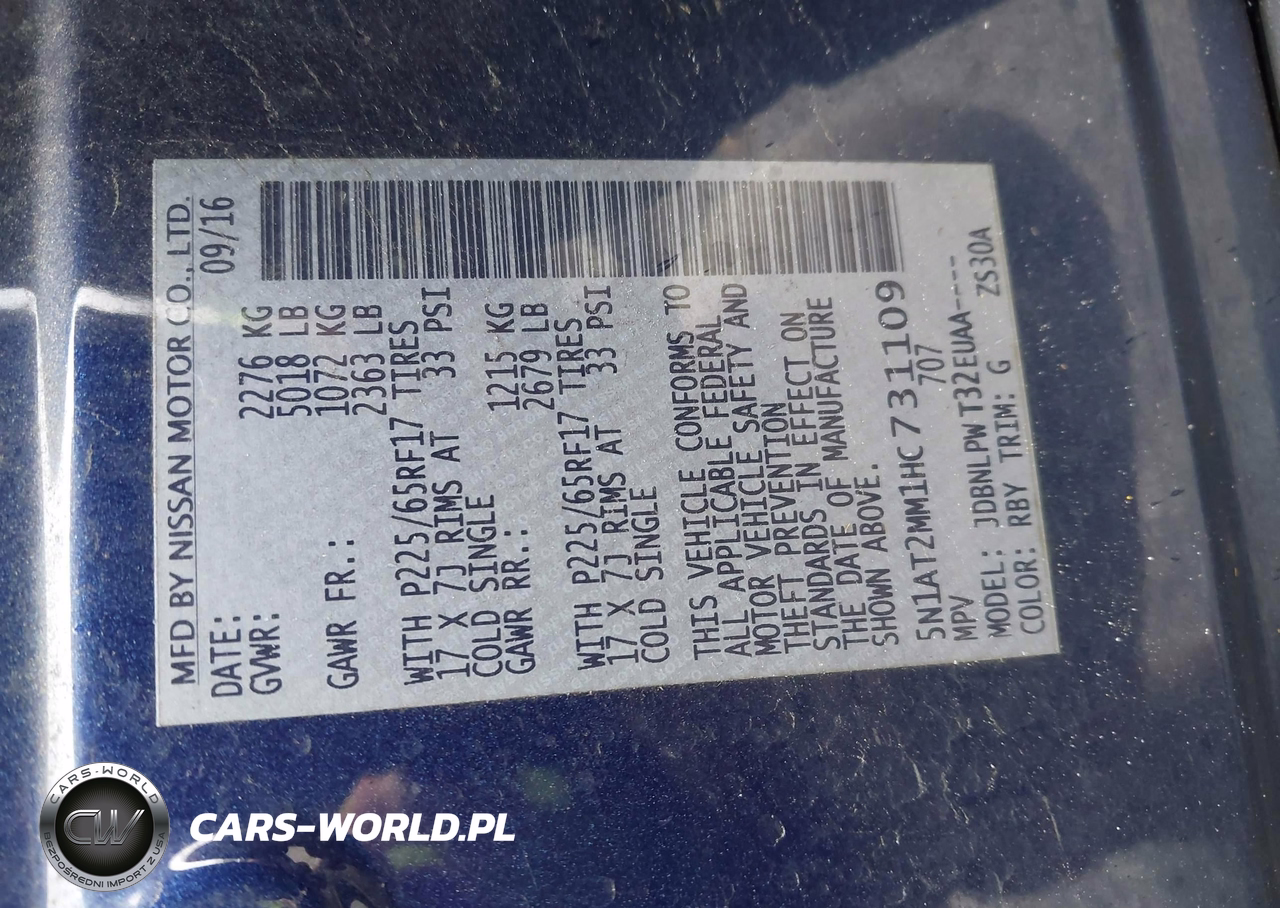 MFD BY NISSAN MOTOR CO., LTD.
DATE: 09/16
GVWR: 2276 KG
5018 LB
GAWR FR.: 1072 KG
2363 LB
WITH P225/65RF17 TIRES
17 X 7J RIMS AT 33 PSI
COLD SINGLE
GAWR RR.: 1215 KG
2679 LB
WITH P225/65RF17 TIRES
17 X 7J RIMS AT 33 PSI
COLD SINGLE
THIS VEHICLE CONFORMS TO
ALL APPLICABLE FEDERAL
MOTOR VEHICLE SAFETY AND
THEFT PREVENTION
STANDARDS IN EFFECT ON
THE DATE OF MANUFACTURE
SHOWN ABOVE.
5N1AT2MM1HC731109
MPV 707
MODEL: JDBNLPW T32EUAA----
COLOR: RBY TRIM: G ZS30A
CARS-WORLD
CW
BEZPOŚREDNI IMPORT Z USA
CARS-WORLD.PL